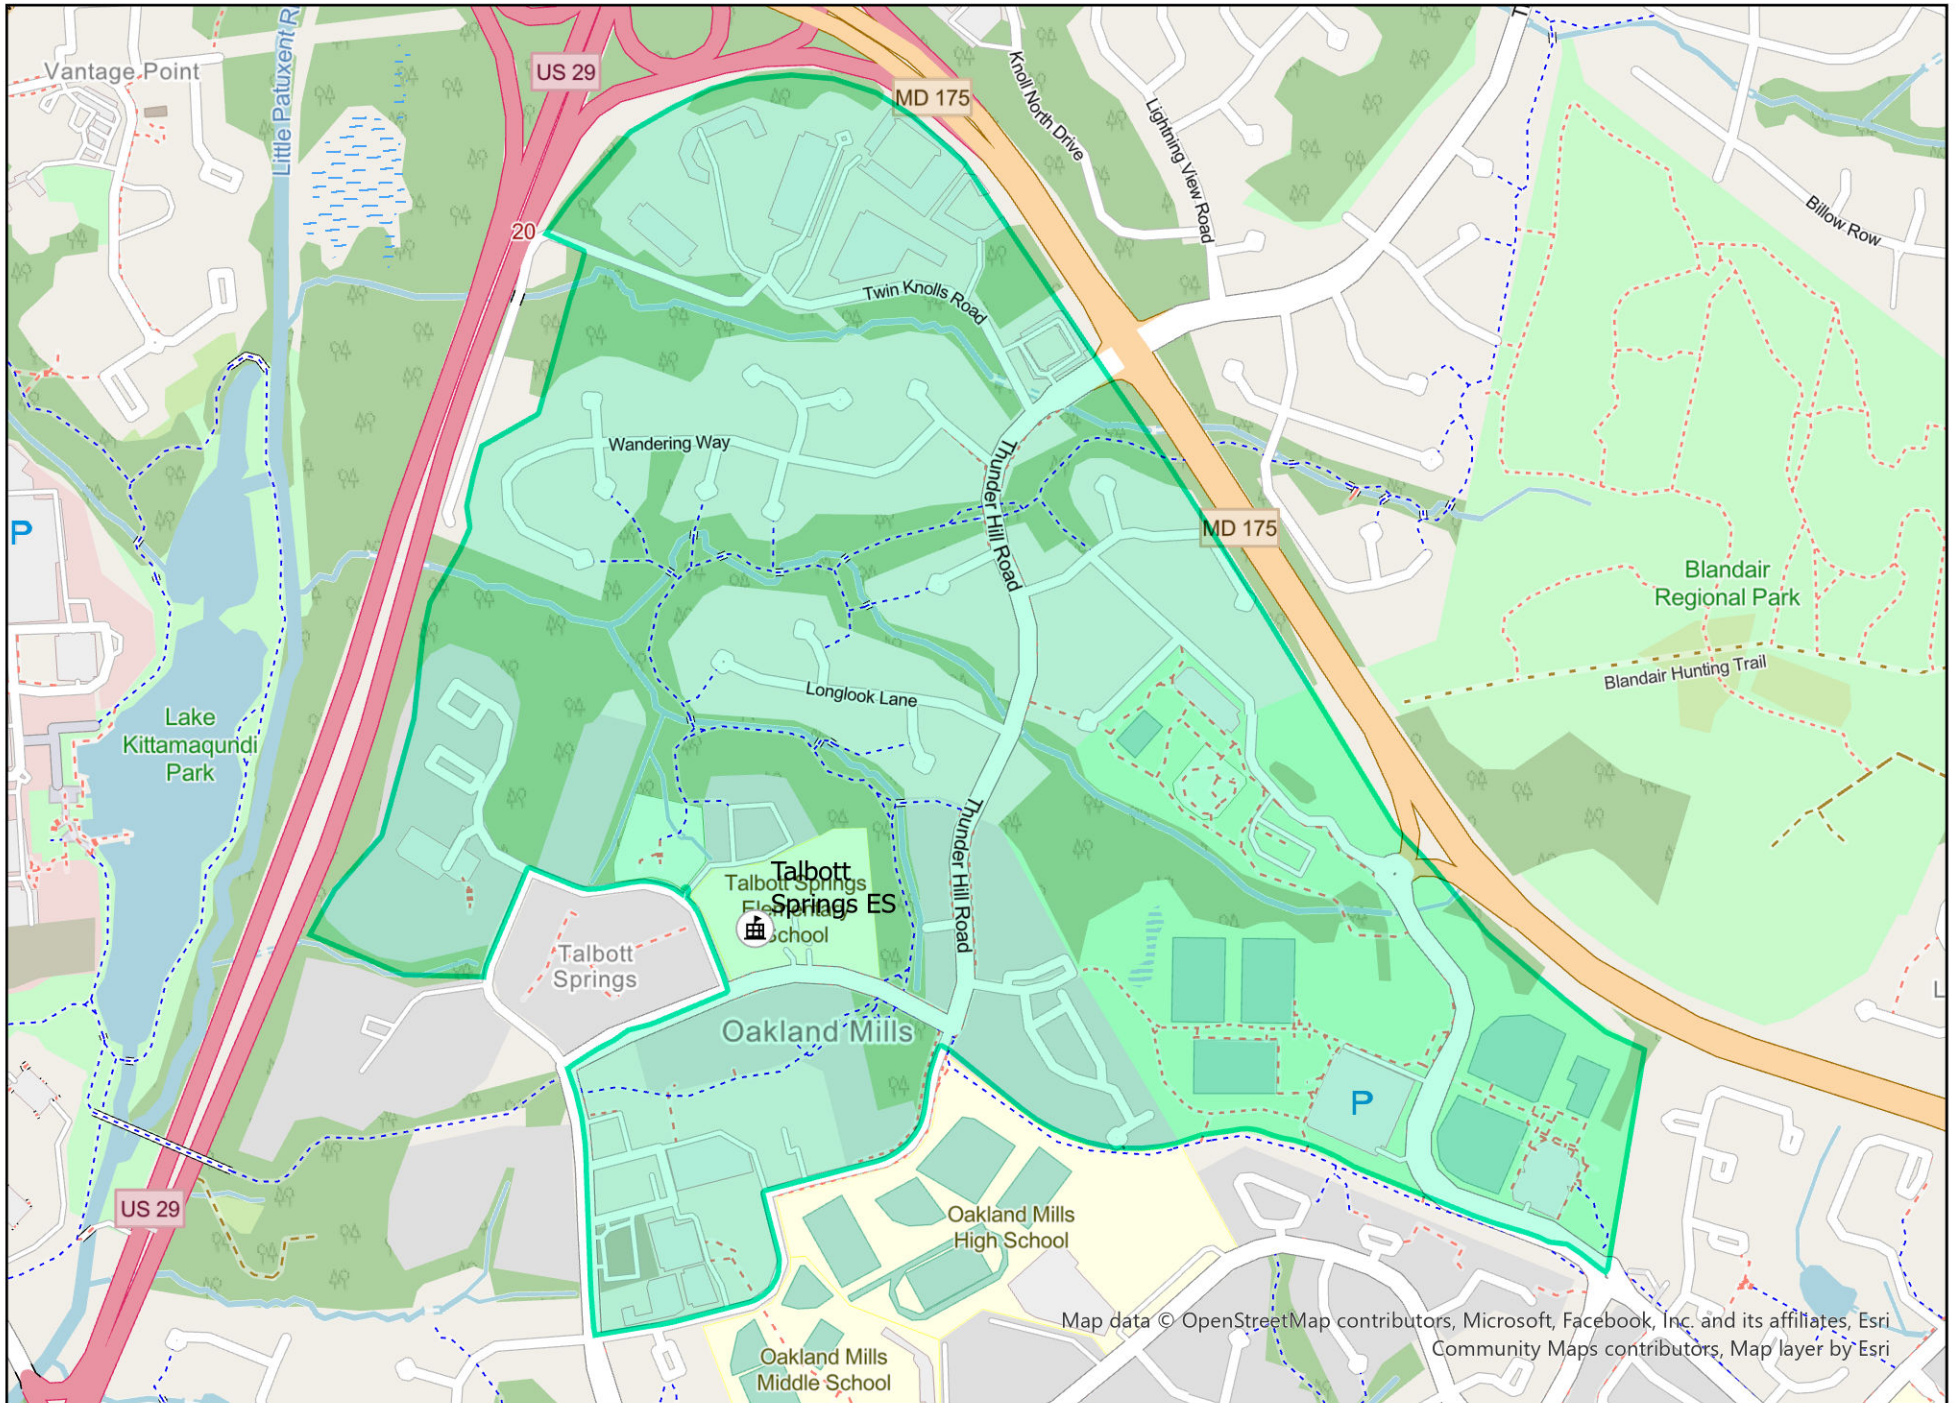 Vantage Point
Little Patuxent R
US 29
MD 175
Knoll North Drive
Lightning View Road
T
Billow Row
20
Twin Knolls Road
Wandering Way
Thunder Hill Road
P
MD 175
Blandair
Regional Park
Blandair Hunting Trail
Lake
Kittamaqundi
Park
Longlook Lane
Thunder Hill Road
Talbott
Springs ES
Talbott Springs
Elementary
School
Talbott
Springs
L
Oakland Mills
P
US 29
Oakland Mills
High School
Map data © OpenStreetMap contributors, Microsoft, Facebook, Inc. and its affiliates, Esri
Community Maps contributors, Map layer by Esri
Oakland Mills
Middle School